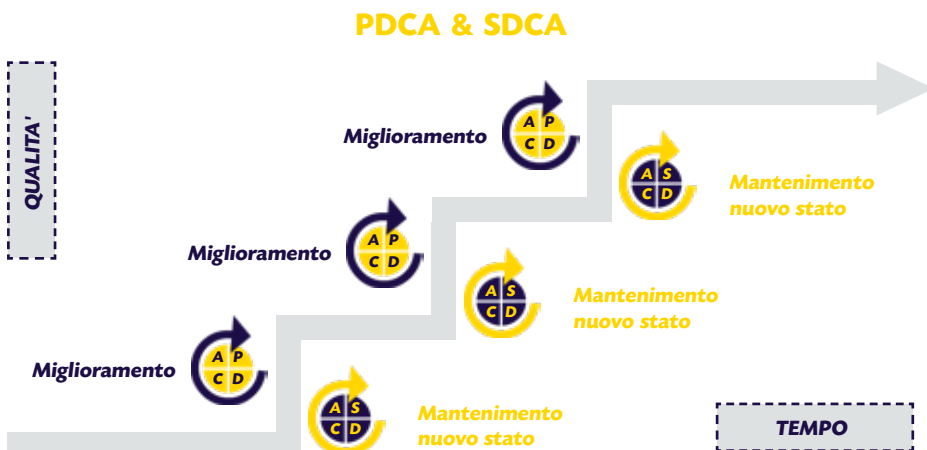 PDCA & SDCA
QUALITA'
Miglioramento
A P
C D
A S
C D
Mantenimento
nuovo stato
Miglioramento
A P
C D
A S
C D
Mantenimento
nuovo stato
Miglioramento
A P
C D
A S
C D
Mantenimento
nuovo stato
TEMPO